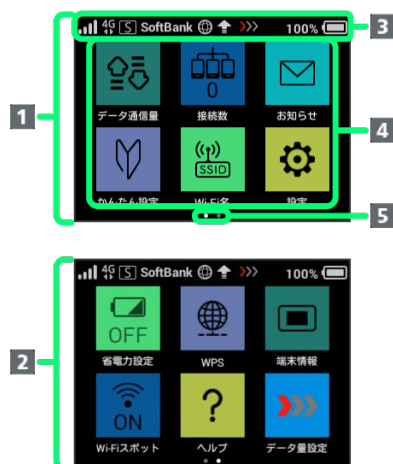 4G S SoftBank 100% 3
0
データ通信量 接続数 お知らせ
1
4
SSID
かんたん設定 Wi-Fi名 設定
5
4G S SoftBank 100%
OFF
省電力設定 WPS 端末情報
2
ON ?
Wi-Fiスポット ヘルプ データ量設定